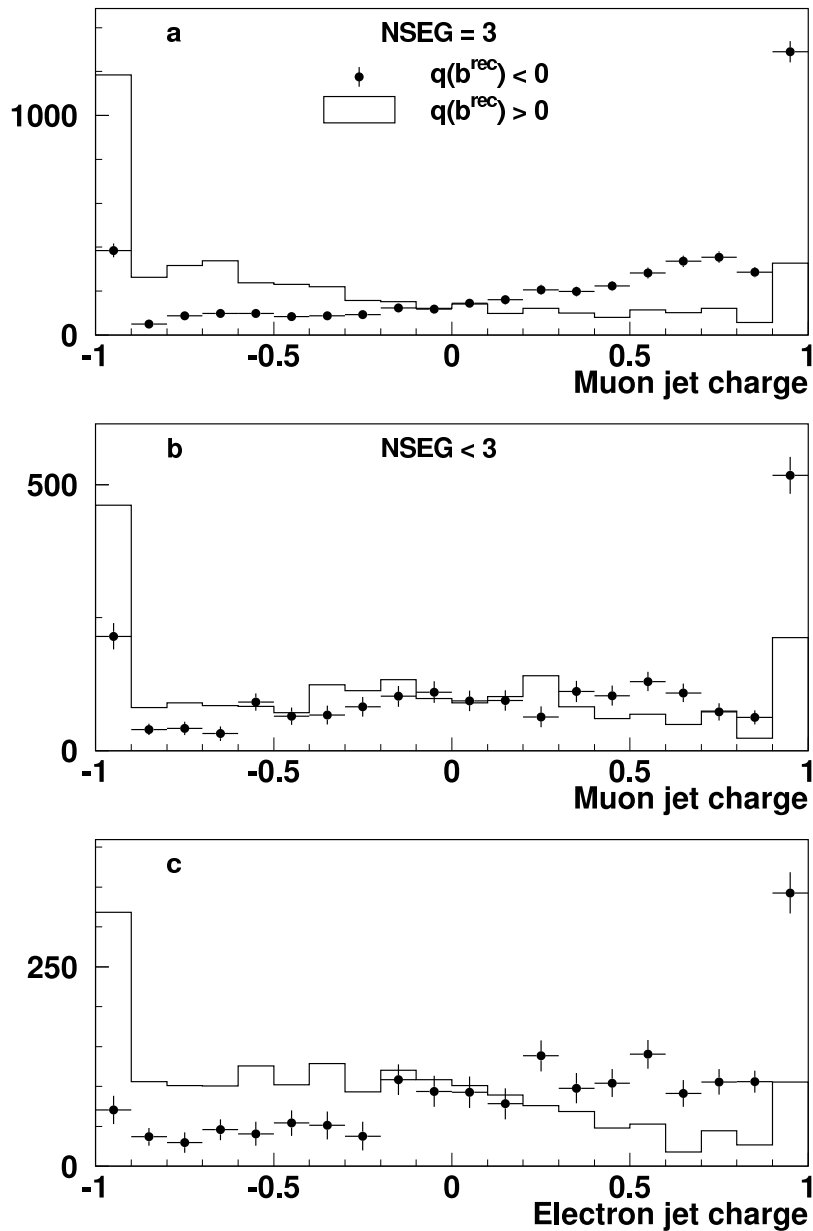 a
NSEG = 3
q(b^rec) < 0
q(b^rec) > 0
1000
0
-1 -0.5 0 0.5 1
Muon jet charge
b
NSEG < 3
500
0
-1 -0.5 0 0.5 1
Muon jet charge
c
250
0
-1 -0.5 0 0.5 1
Electron jet charge